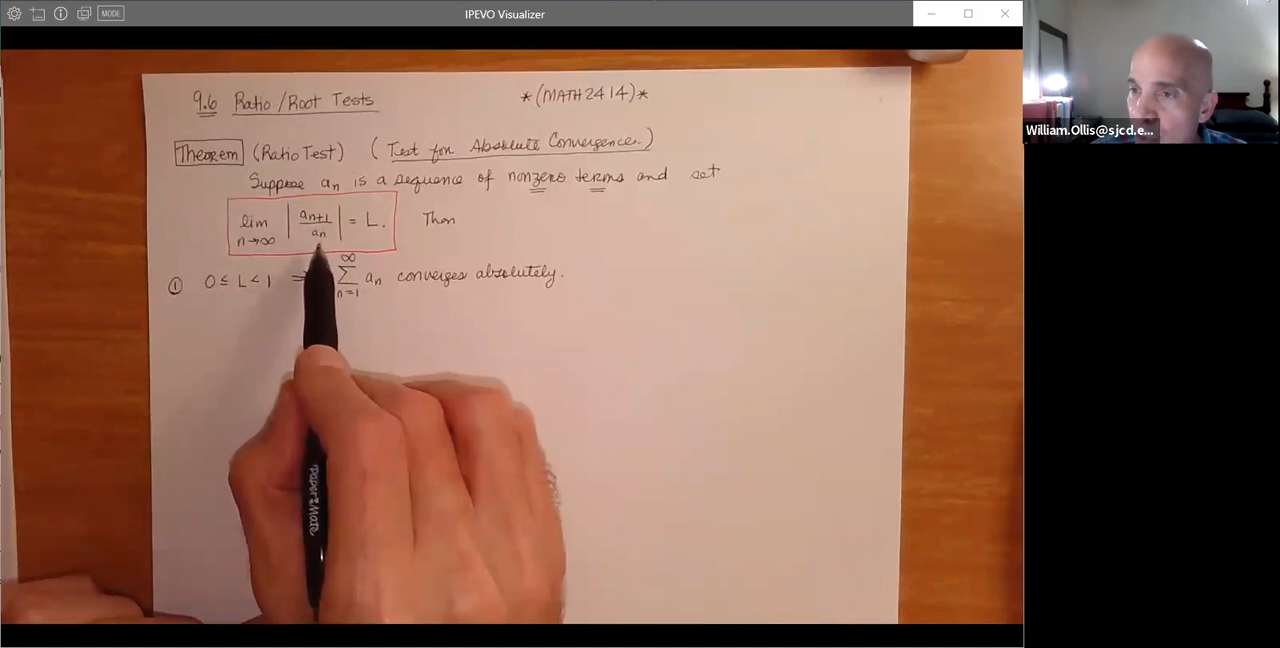 MODE
IPEVO Visualizer
9.6 Ratio/Root Tests
*(MATH2414)*
Theorem (Ratio Test) (Test for Absolute Convergence.)
Suppose aₙ is a sequence of nonzero terms and set
lim n→∞ | aₙ₊₁ / aₙ | = L. Then
① 0 ≤ L < 1 ⇒ ∑ n=1 ∞ aₙ converges absolutely.
PaperMate
William.Ollis@sjcd.e...